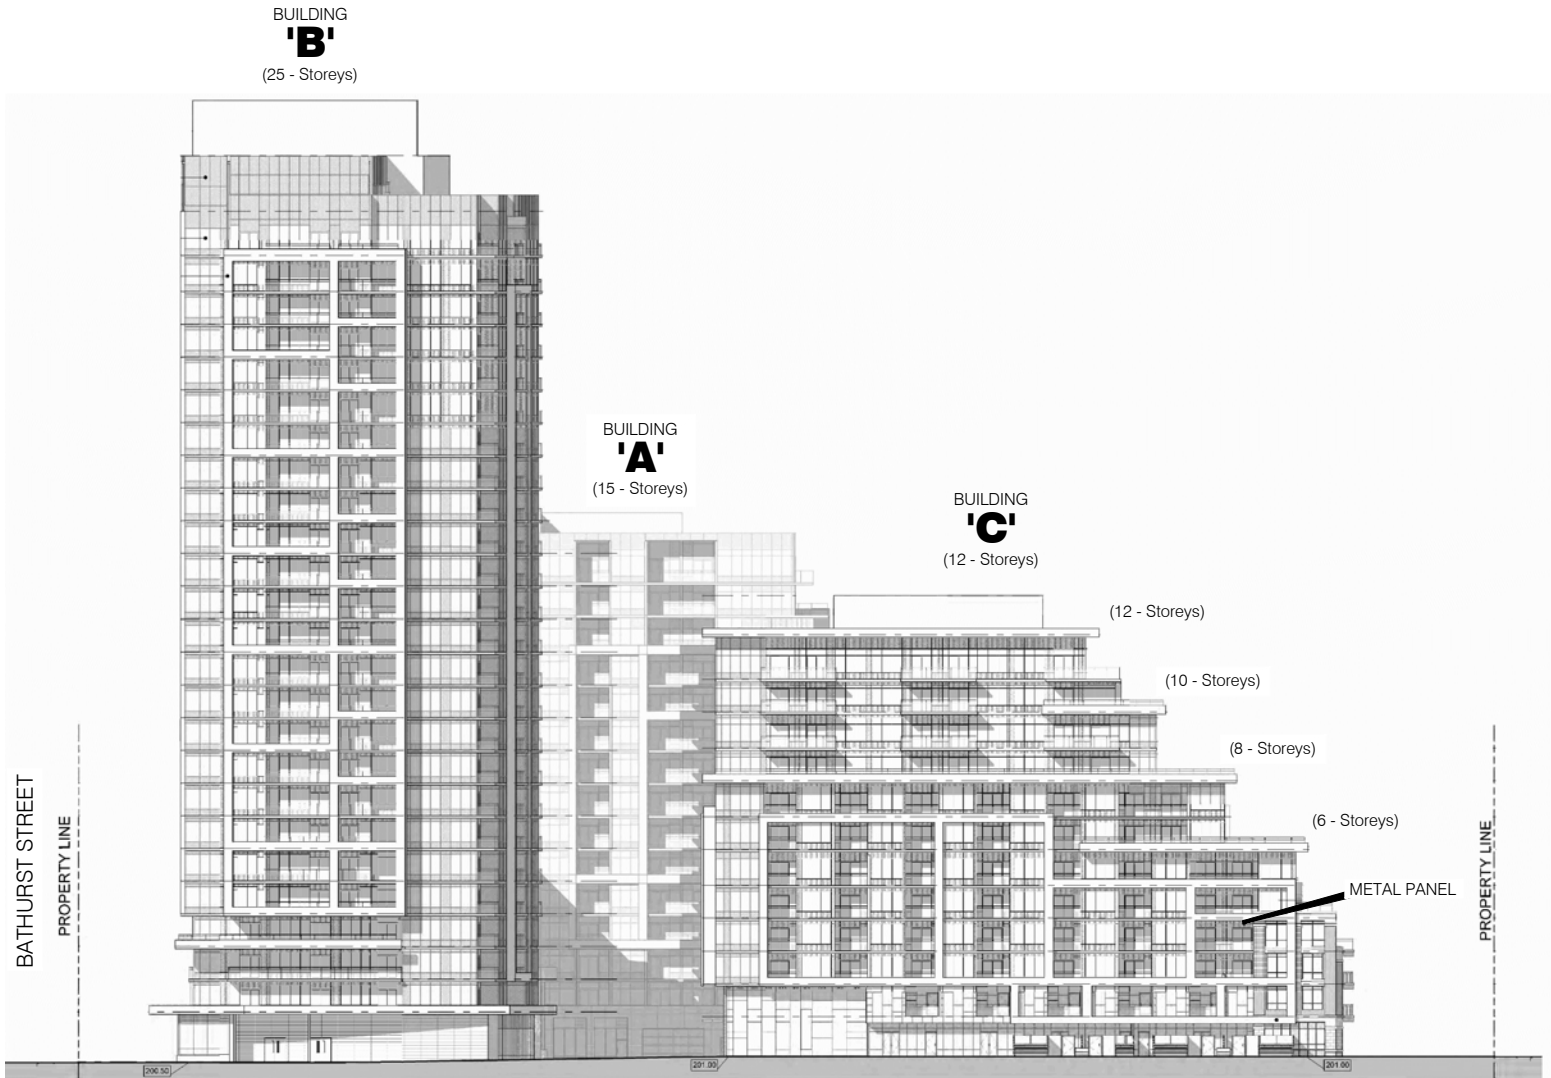 BUILDING
'B'
(25 - Storeys)
BUILDING
'A'
(15 - Storeys)
BUILDING
'C'
(12 - Storeys)
(12 - Storeys)
(10 - Storeys)
(8 - Storeys)
(6 - Storeys)
METAL PANEL
BATHURST STREET
PROPERTY LINE
PROPERTY LINE
200.50
201.00
201.00